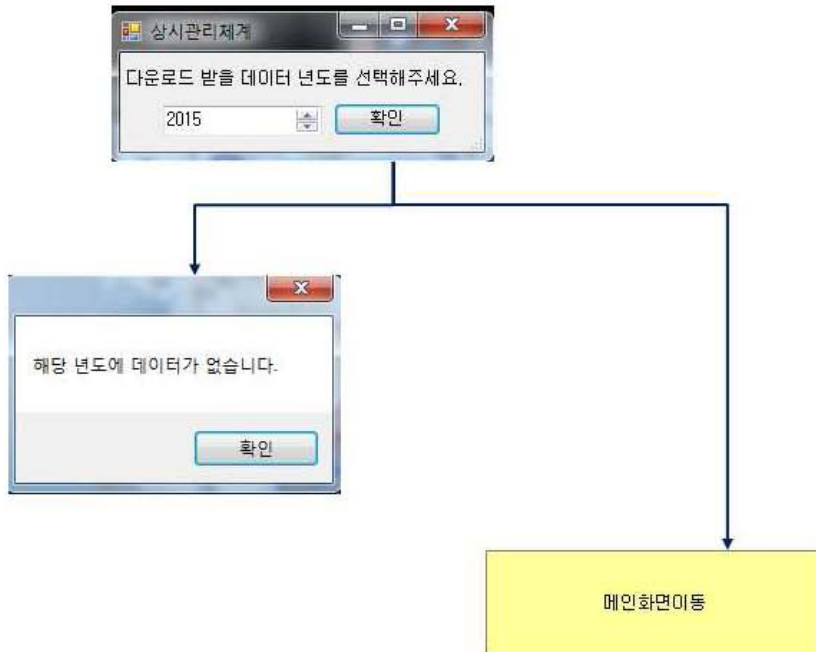 상시관리체계
다운로드 받을 데이터 년도를 선택해주세요.
2015 확인
해당 년도에 데이터가 없습니다.
확인
메인화면이동